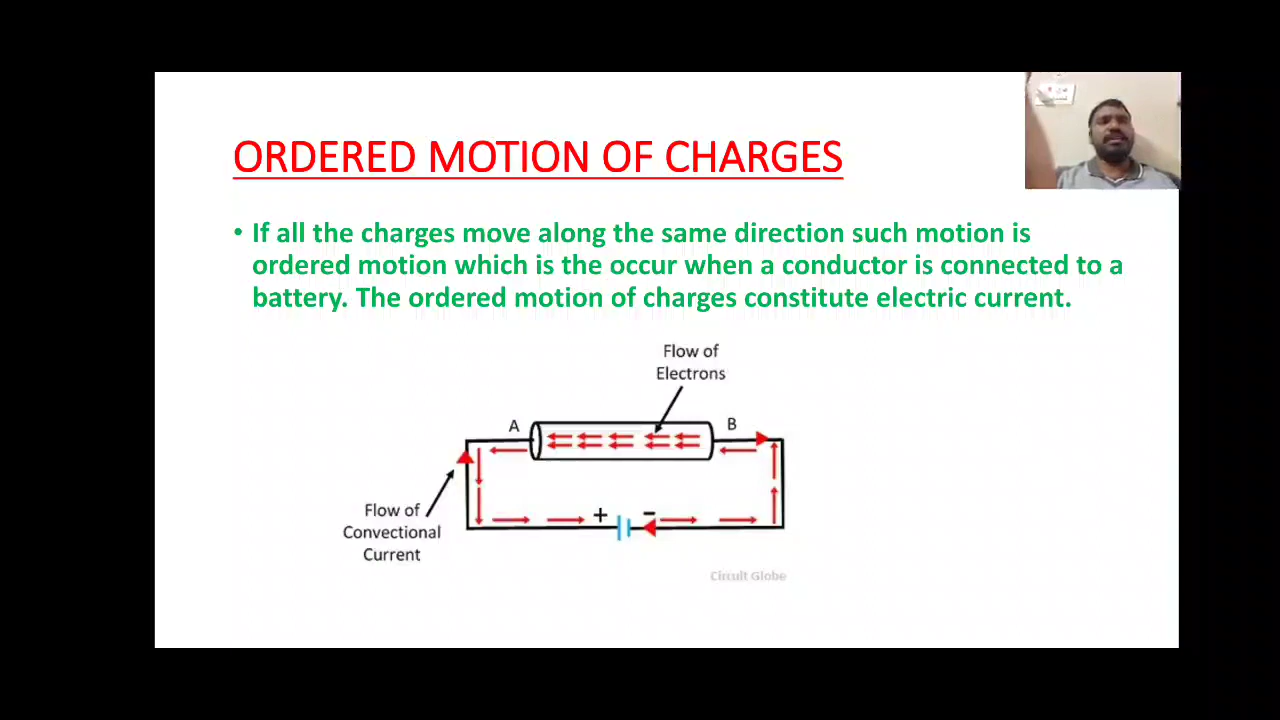 ORDERED MOTION OF CHARGES
• If all the charges move along the same direction such motion is
ordered motion which is the occur when a conductor is connected to a
battery. The ordered motion of charges constitute electric current.
Flow of
Electrons
A
B
Flow of
Convectional
Current
+
-
Circuit Globe